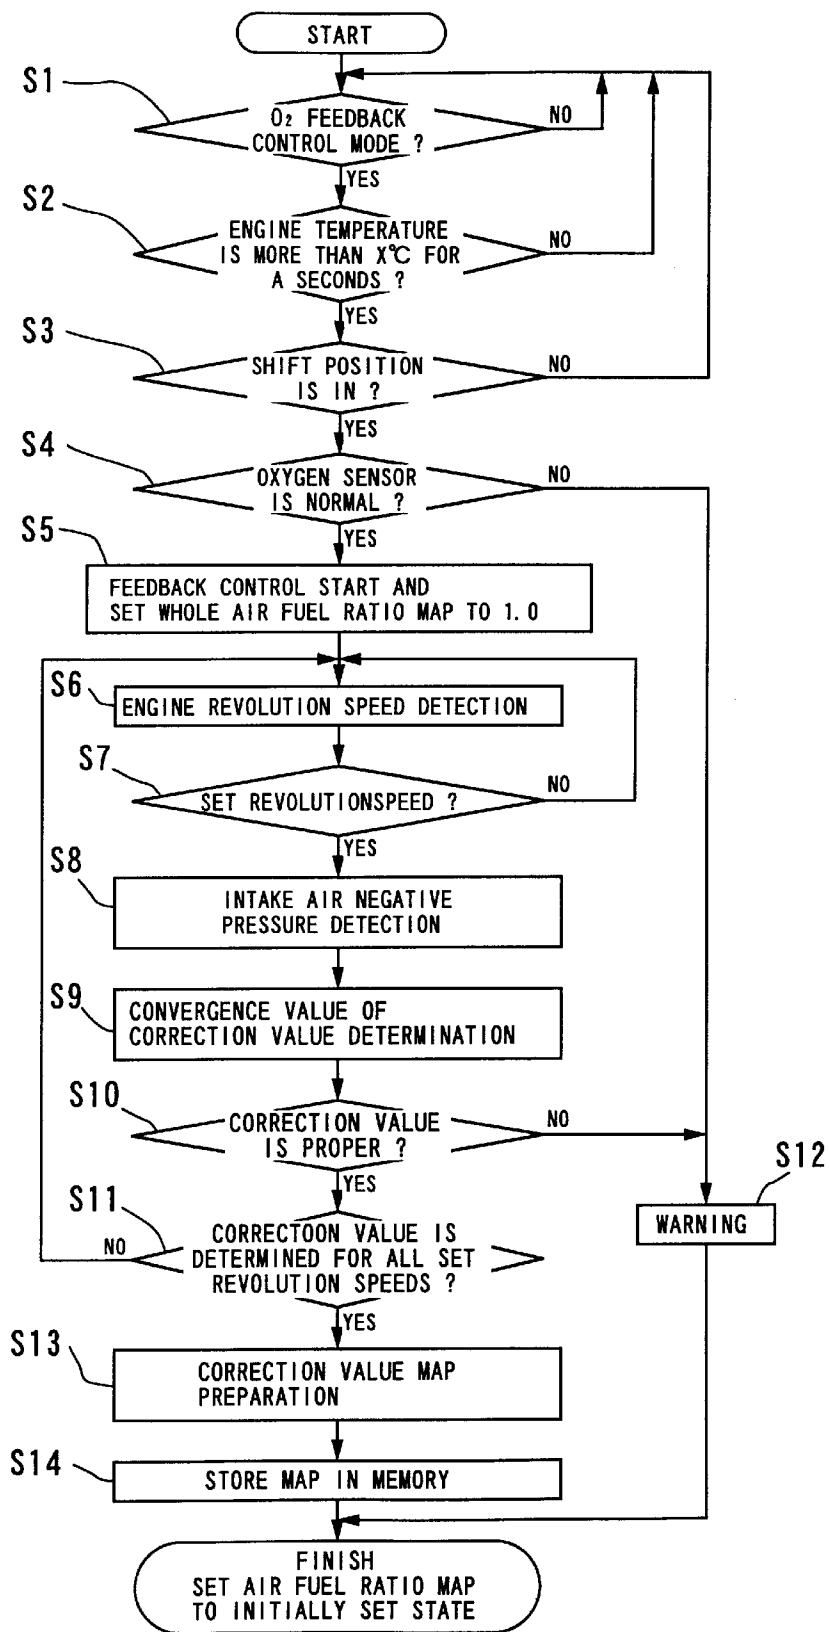 START
S1
O₂ FEEDBACK
CONTROL MODE ?
NO
YES
S2
ENGINE TEMPERATURE
IS MORE THAN X℃ FOR
A SECONDS ?
NO
YES
S3
SHIFT POSITION
IS IN ?
NO
YES
S4
OXYGEN SENSOR
IS NORMAL ?
NO
YES
S5
FEEDBACK CONTROL START AND
SET WHOLE AIR FUEL RATIO MAP TO 1.0
S6
ENGINE REVOLUTION SPEED DETECTION
S7
SET REVOLUTIONSPEED ?
NO
YES
S8
INTAKE AIR NEGATIVE
PRESSURE DETECTION
S9
CONVERGENCE VALUE OF
CORRECTION VALUE DETERMINATION
S10
CORRECTION VALUE
IS PROPER ?
NO
YES
S12
WARNING
S11
CORRECTOON VALUE IS
DETERMINED FOR ALL SET
REVOLUTION SPEEDS ?
NO
YES
S13
CORRECTION VALUE MAP
PREPARATION
S14
STORE MAP IN MEMORY
FINISH
SET AIR FUEL RATIO MAP
TO INITIALLY SET STATE